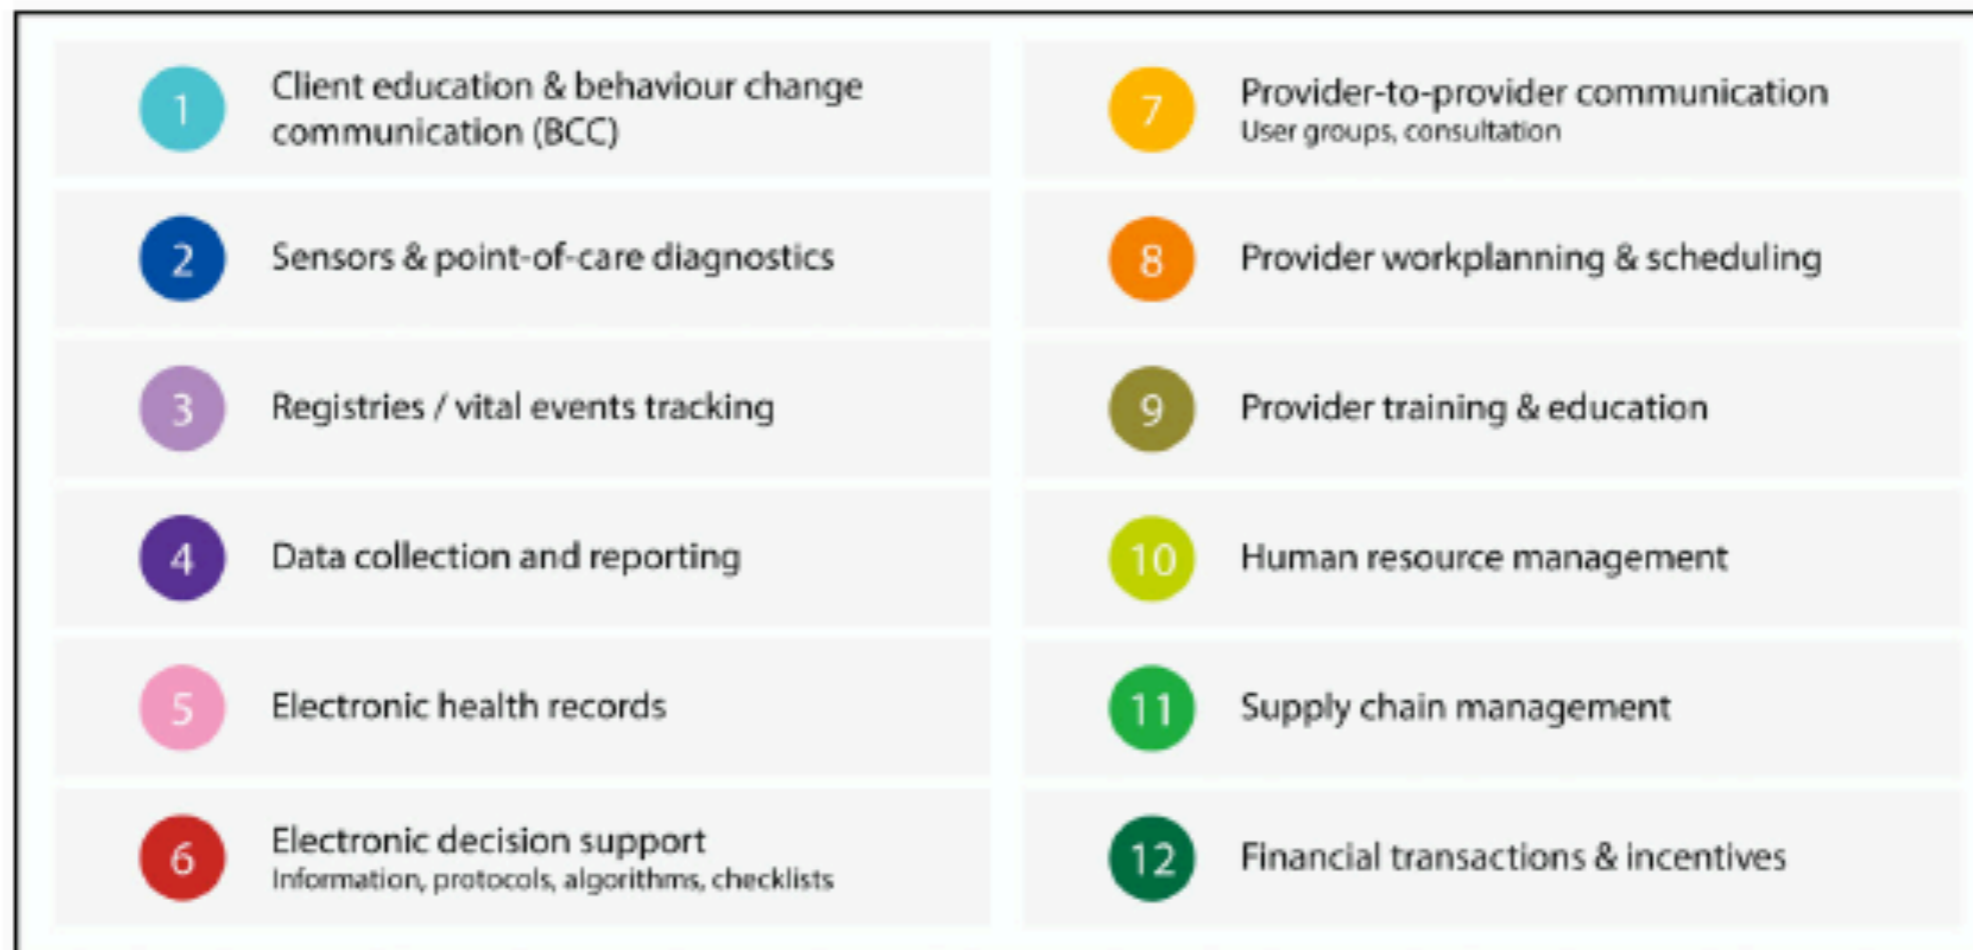 1
Client education & behaviour change
communication (BCC)
2
Sensors & point-of-care diagnostics
3
Registries / vital events tracking
4
Data collection and reporting
5
Electronic health records
6
Electronic decision support
Information, protocols, algorithms, checklists
7
Provider-to-provider communication
User groups, consultation
8
Provider workplanning & scheduling
9
Provider training & education
10
Human resource management
11
Supply chain management
12
Financial transactions & incentives